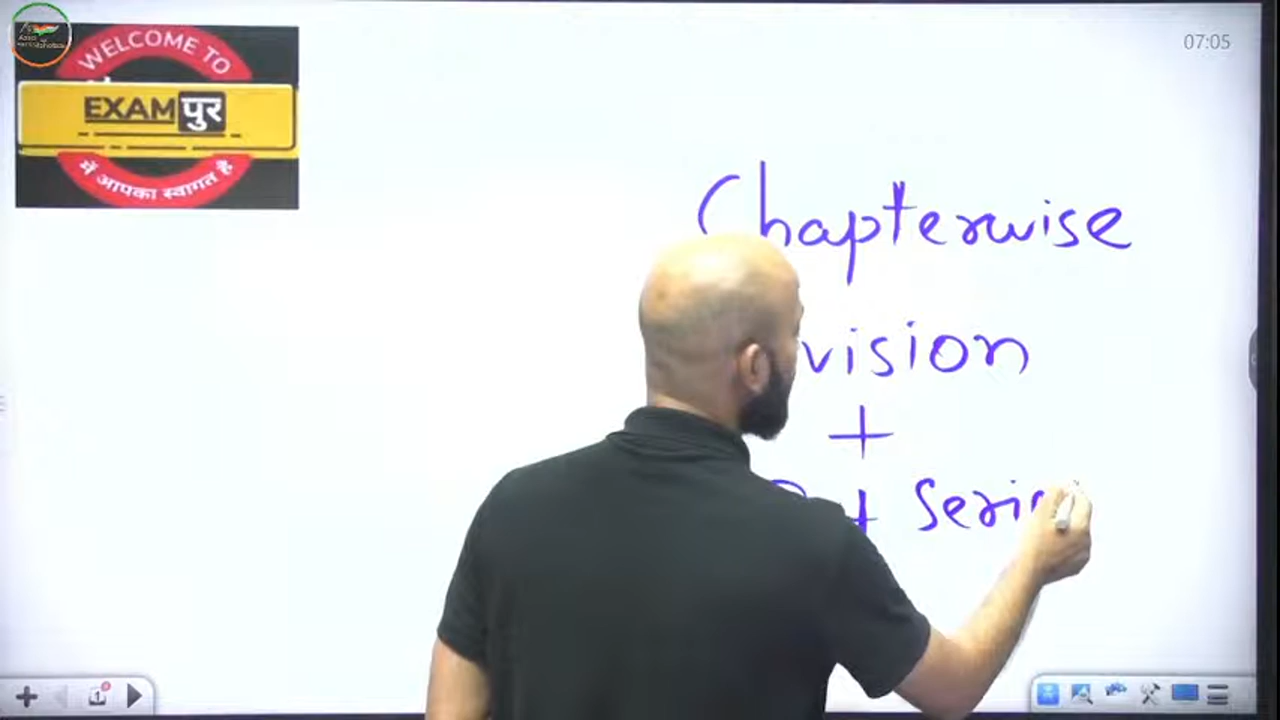 07:05
WELCOME TO
EXAMपुर
में आपका स्वागत है
Chapterwise
vision
+
+ Serie